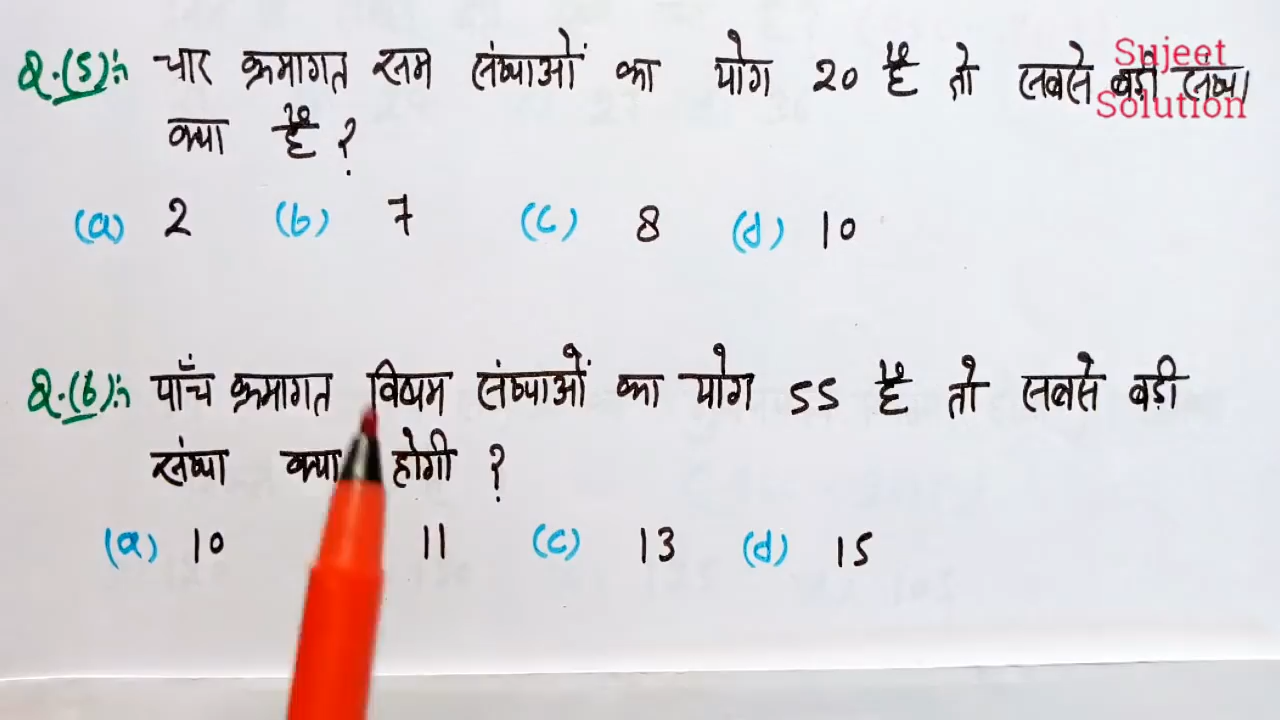 Q.(5):- चार क्रमागत सम संख्याओं का योग 20 है तो सबसे बड़ी संख्या
क्या है ?
(a) 2 (b) 7 (c) 8 (d) 10
Q.(6):- पाँच क्रमागत विषम संख्याओं का योग 55 है तो सबसे बड़ी
संख्या क्या होगी ?
(a) 10 11 (c) 13 (d) 15
Sujeet
Solution